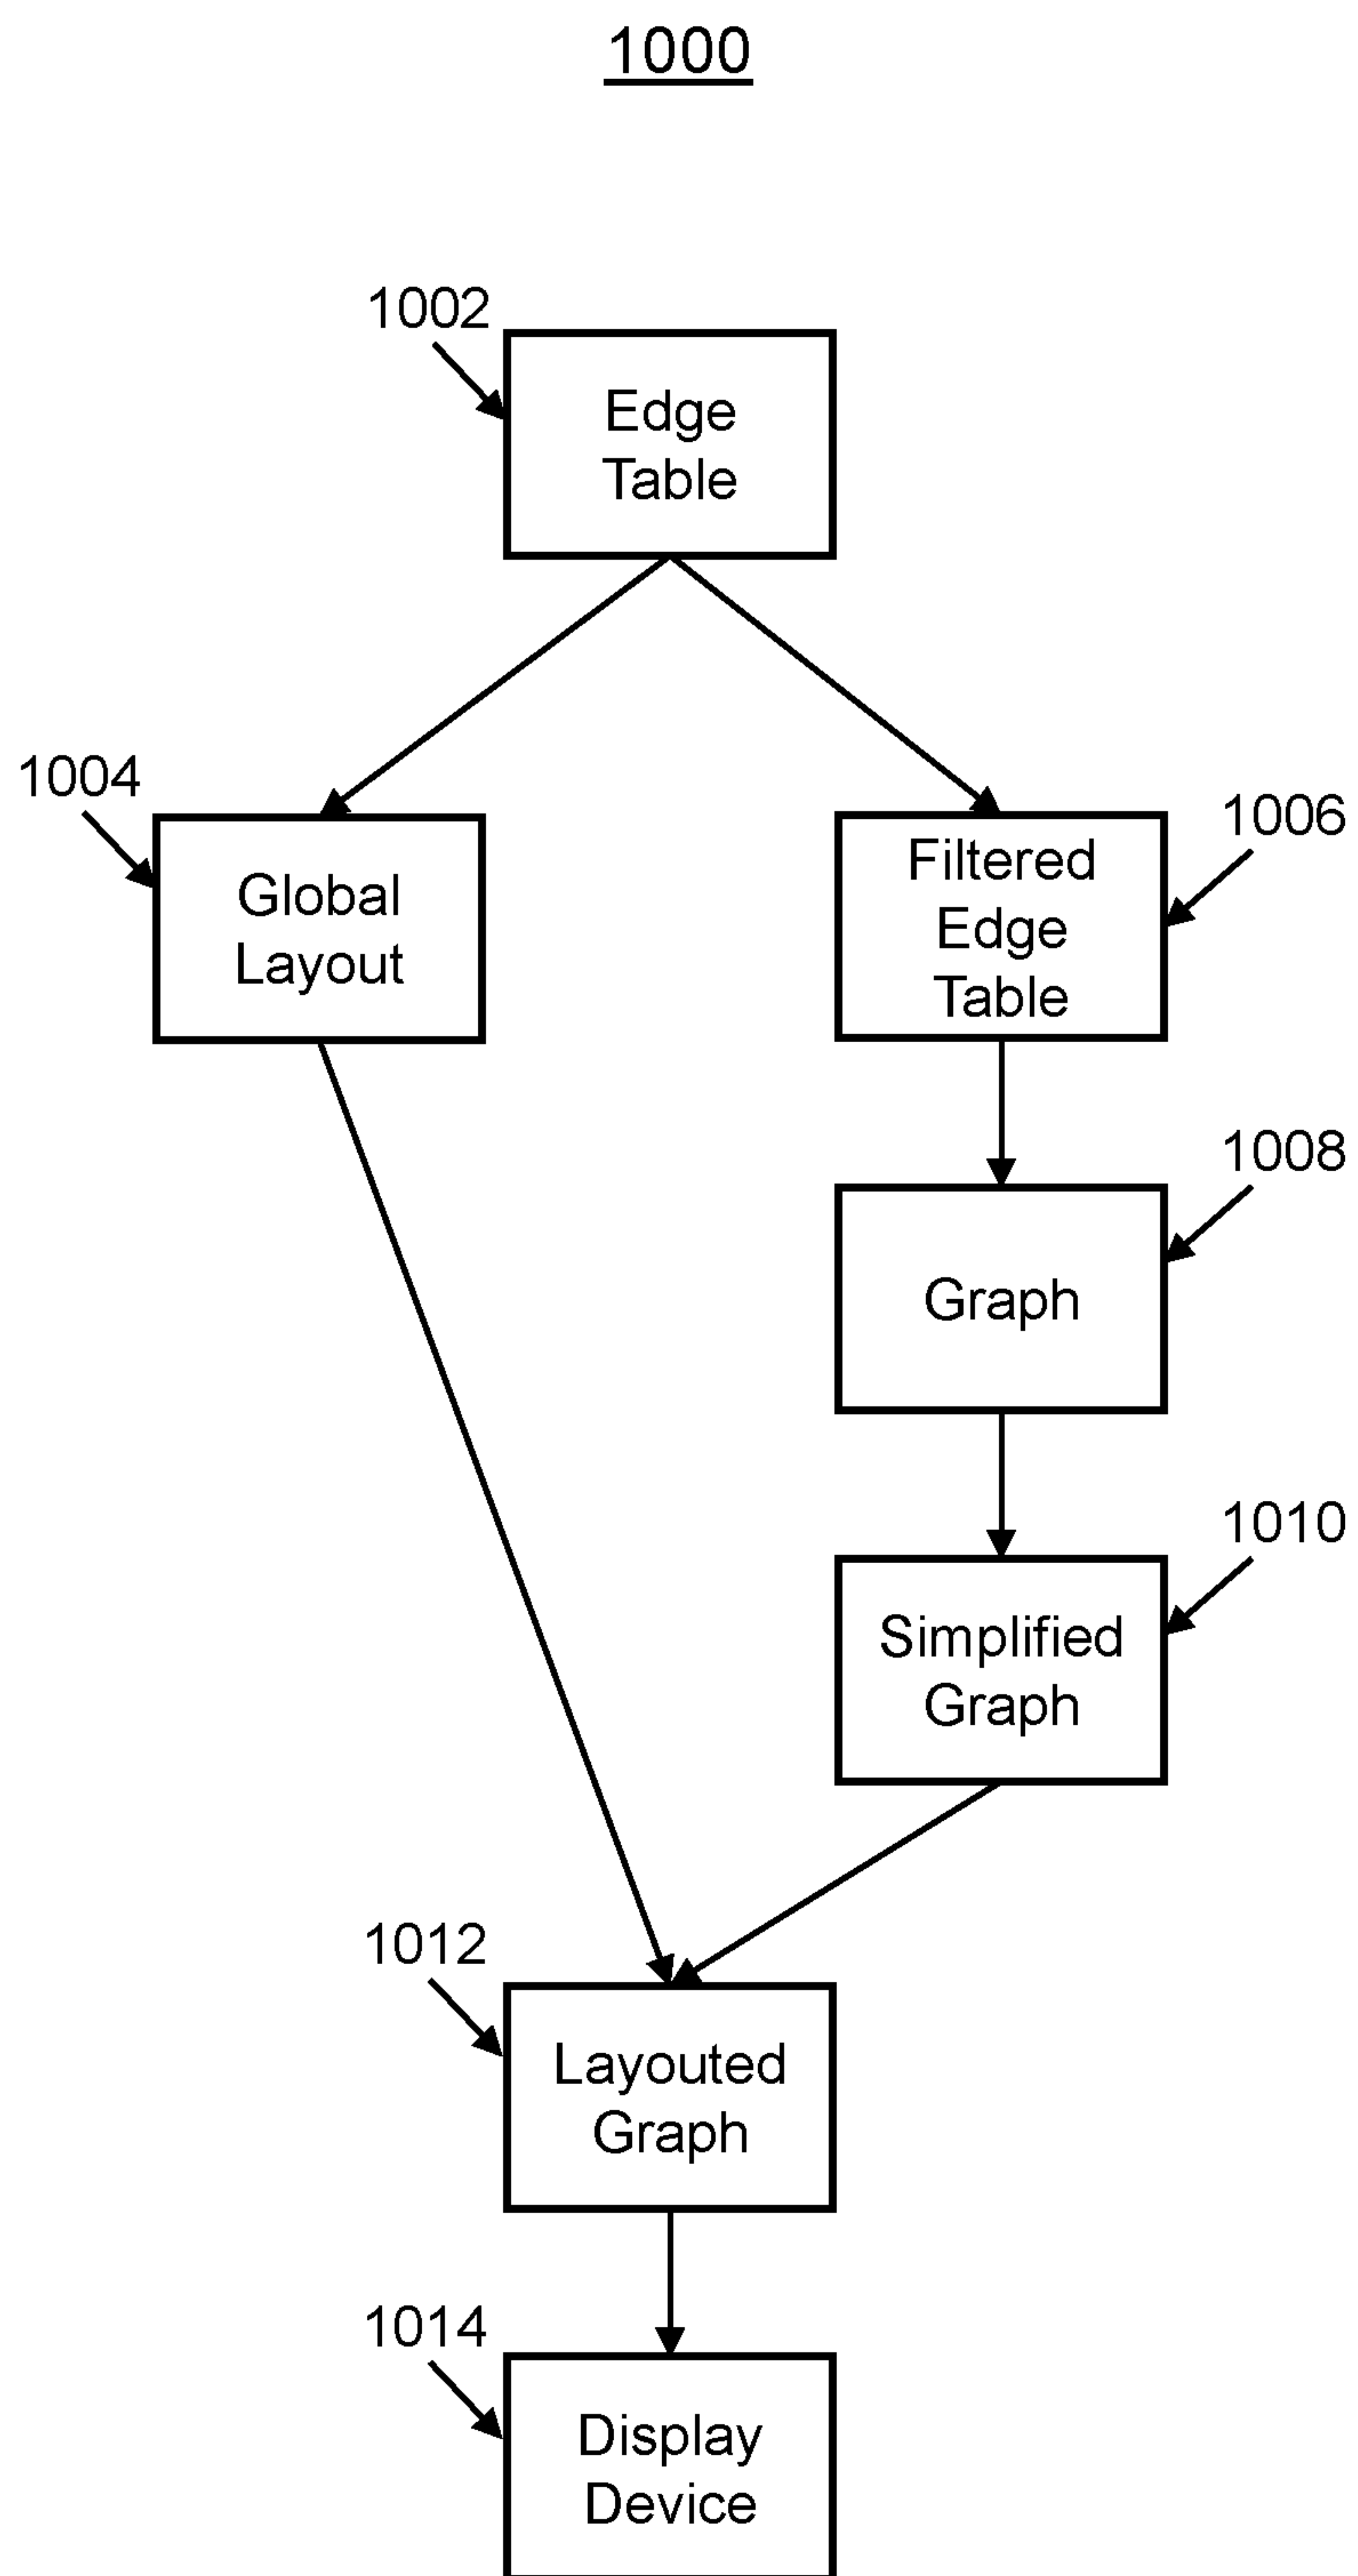 1000
1002
Edge
Table
1004
Global
Layout
1006
Filtered
Edge
Table
1008
Graph
1010
Simplified
Graph
1012
Layouted
Graph
1014
Display
Device